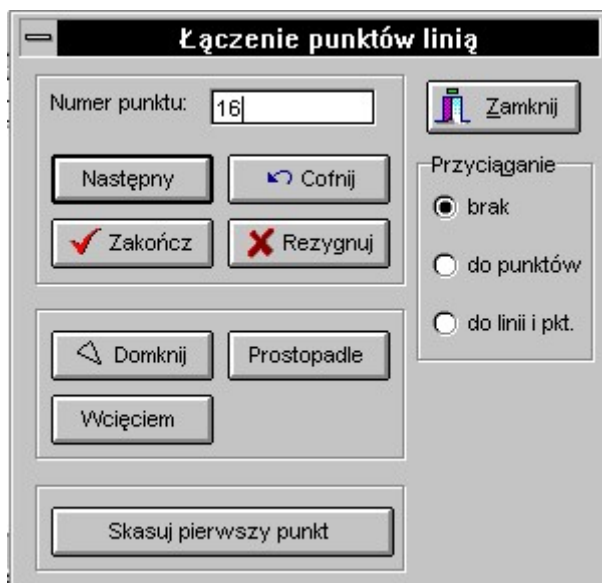 Łączenie punktów linią
Numer punktu: 16
Zamknij
Następny Cofnij
Zakończ Rezygnuj
Przyciąganie
brak
do punktów
do linii i pkt.
Domknij Prostopadle
Wcięciem
Skasuj pierwszy punkt